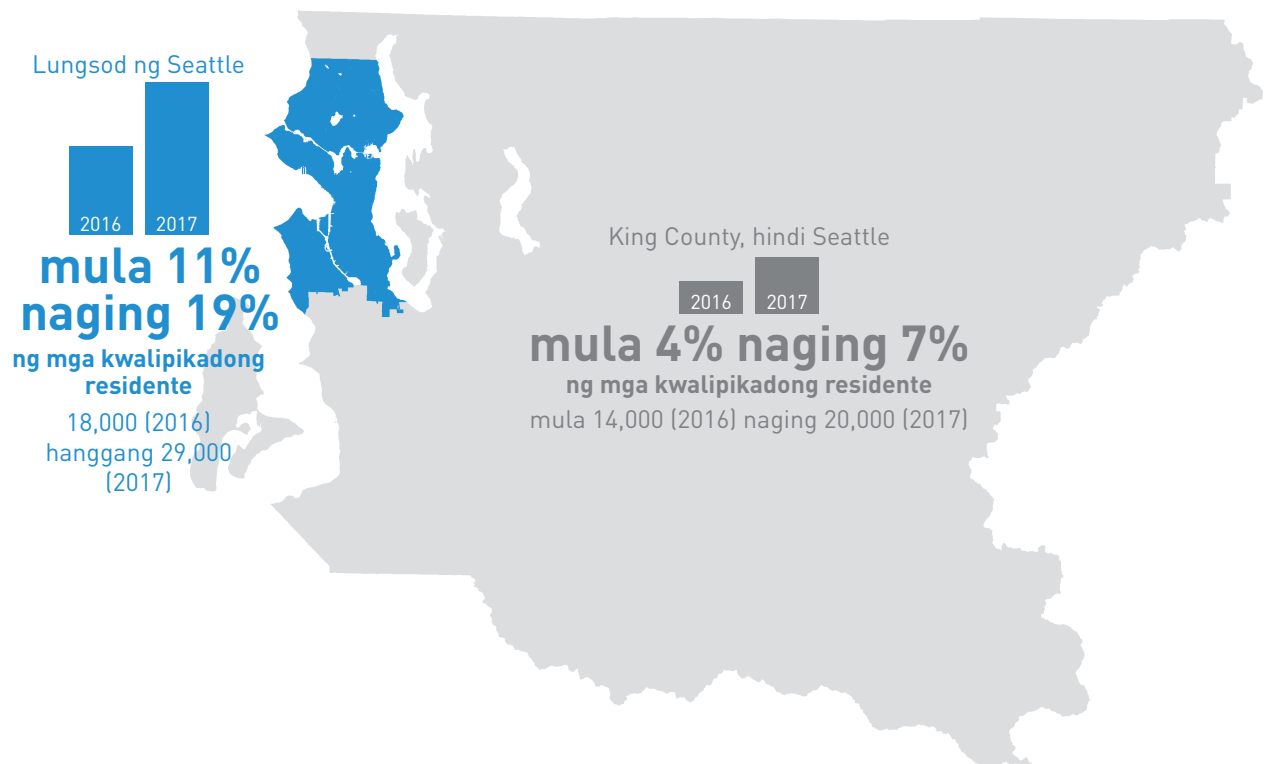 Lungsod ng Seattle
2016
2017
mula 11%
naging 19%
ng mga kwalipikadong
residente
18,000 (2016)
hanggang 29,000
(2017)
King County, hindi Seattle
2016
2017
mula 4% naging 7%
ng mga kwalipikadong residente
mula 14,000 (2016) naging 20,000 (2017)